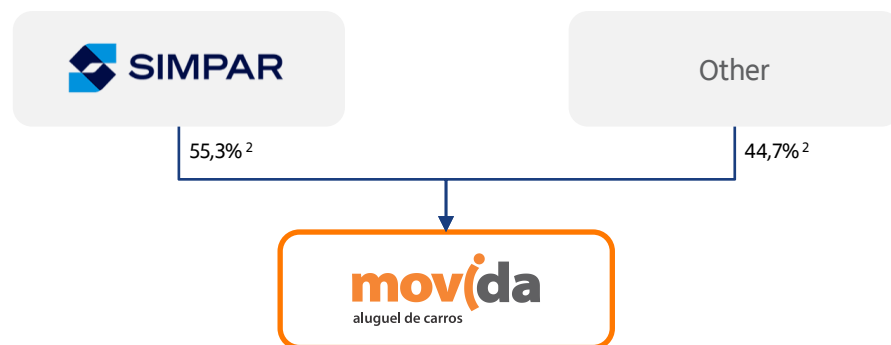 SIMPAR
Other
55,3% 2
44,7% 2
movida
aluguel de carros